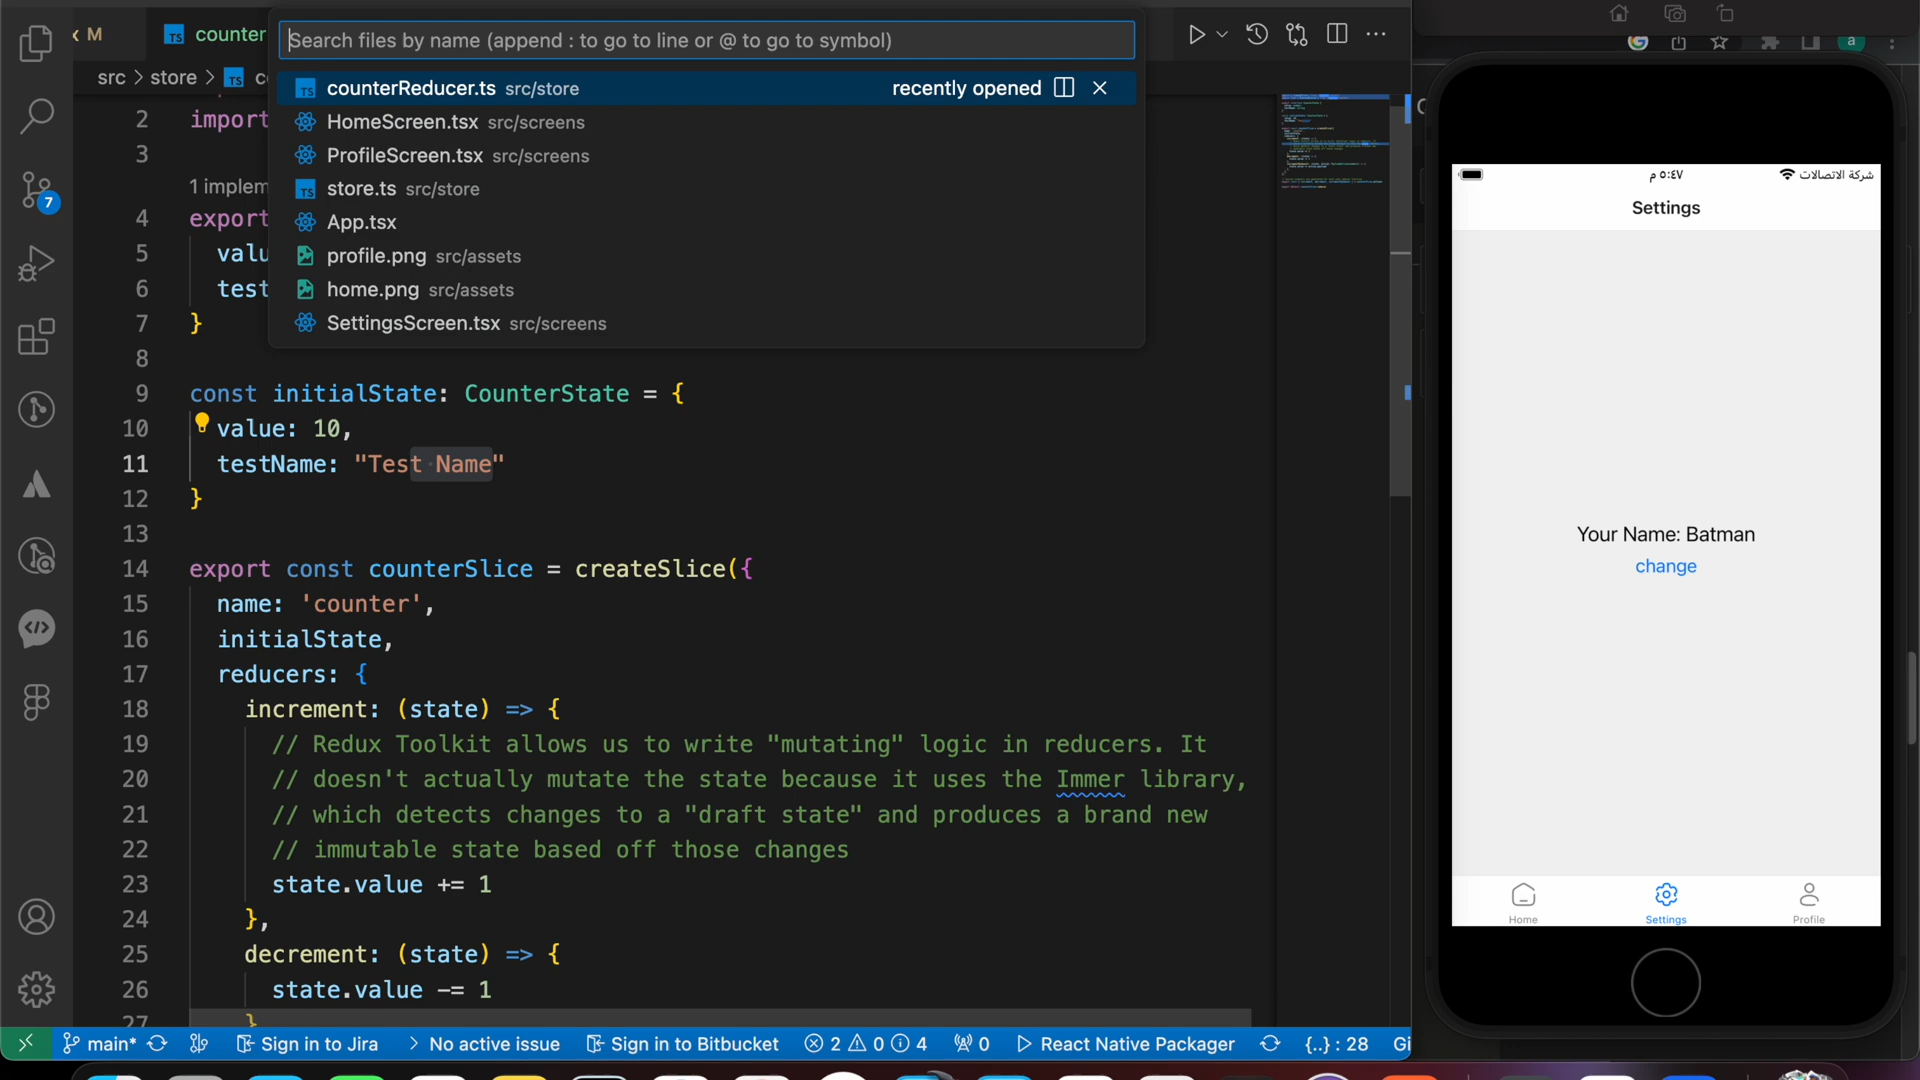 x M
TS counter
Search files by name (append : to go to line or @ to go to symbol)
a
src > store > TS
TS counterReducer.ts src/store recently opened
HomeScreen.tsx src/screens
ProfileScreen.tsx src/screens
TS store.ts src/store
App.tsx
profile.png src/assets
home.png src/assets
SettingsScreen.tsx src/screens
7
2 import
3
1 implem
4 export
5 valu
6 test
7 }
8
9 const initialState: CounterState = {
10 value: 10,
11 testName: "Test Name"
12 }
13
14 export const counterSlice = createSlice({
15 name: 'counter',
16 initialState,
17 reducers: {
18 increment: (state) => {
19 // Redux Toolkit allows us to write "mutating" logic in reducers. It
20 // doesn't actually mutate the state because it uses the Immer library,
21 // which detects changes to a "draft state" and produces a brand new
22 // immutable state based off those changes
23 state.value += 1
24 },
25 decrement: (state) => {
26 state.value -= 1
27 }
main* Sign in to Jira > No active issue Sign in to Bitbucket 2 0 4 0 React Native Packager {..} : 28 Gi
٥:٤٧ م شركة الاتصالات
Settings
Your Name: Batman
change
Home Settings Profile